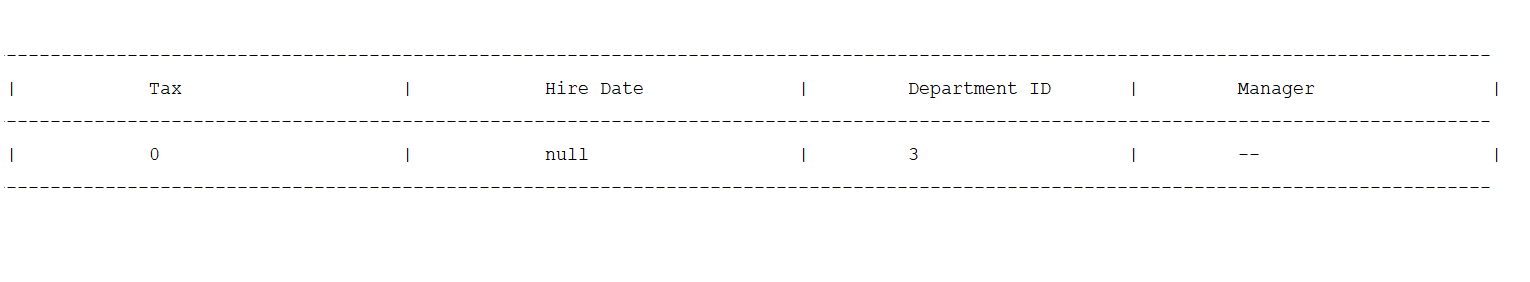 | Tax | Hire Date | Department ID | Manager |
| 0 | null | 3 | -- |